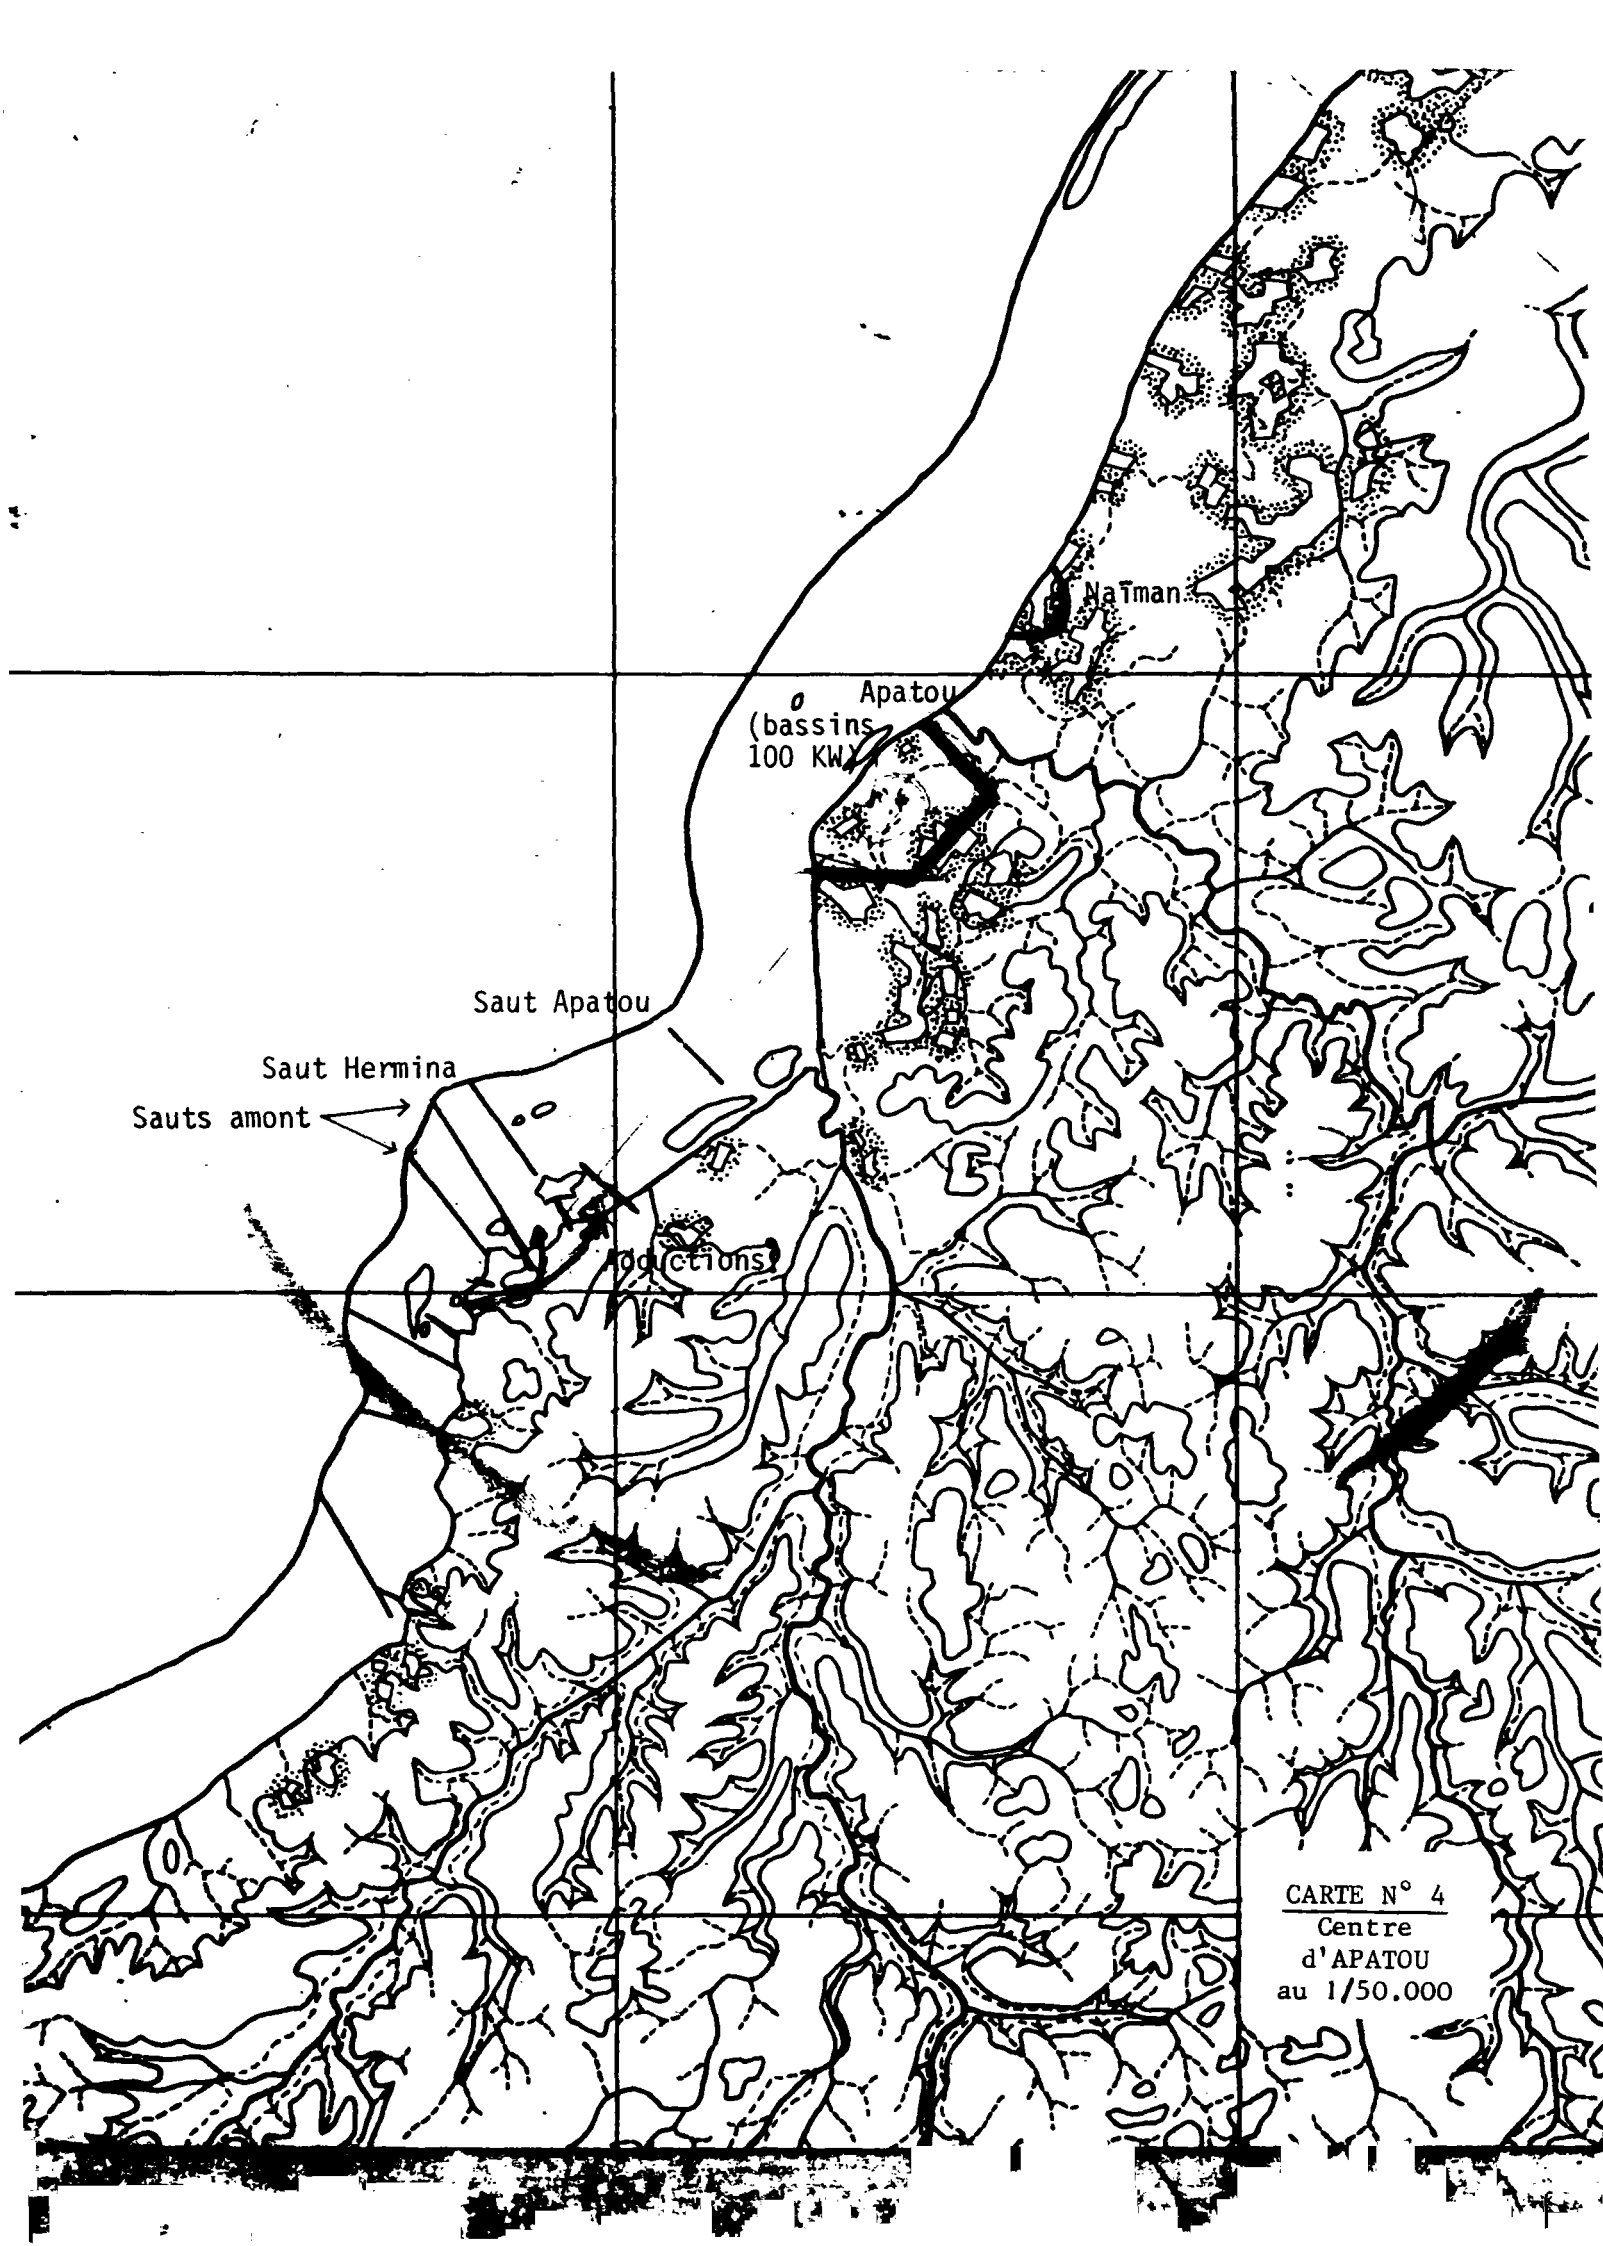 Naïman
Apatou
(bassins
100 KW)
Saut Apatou
Saut Hermina
Sauts amont
Adductions
CARTE N° 4
Centre
d'APATOU
au 1/50.000